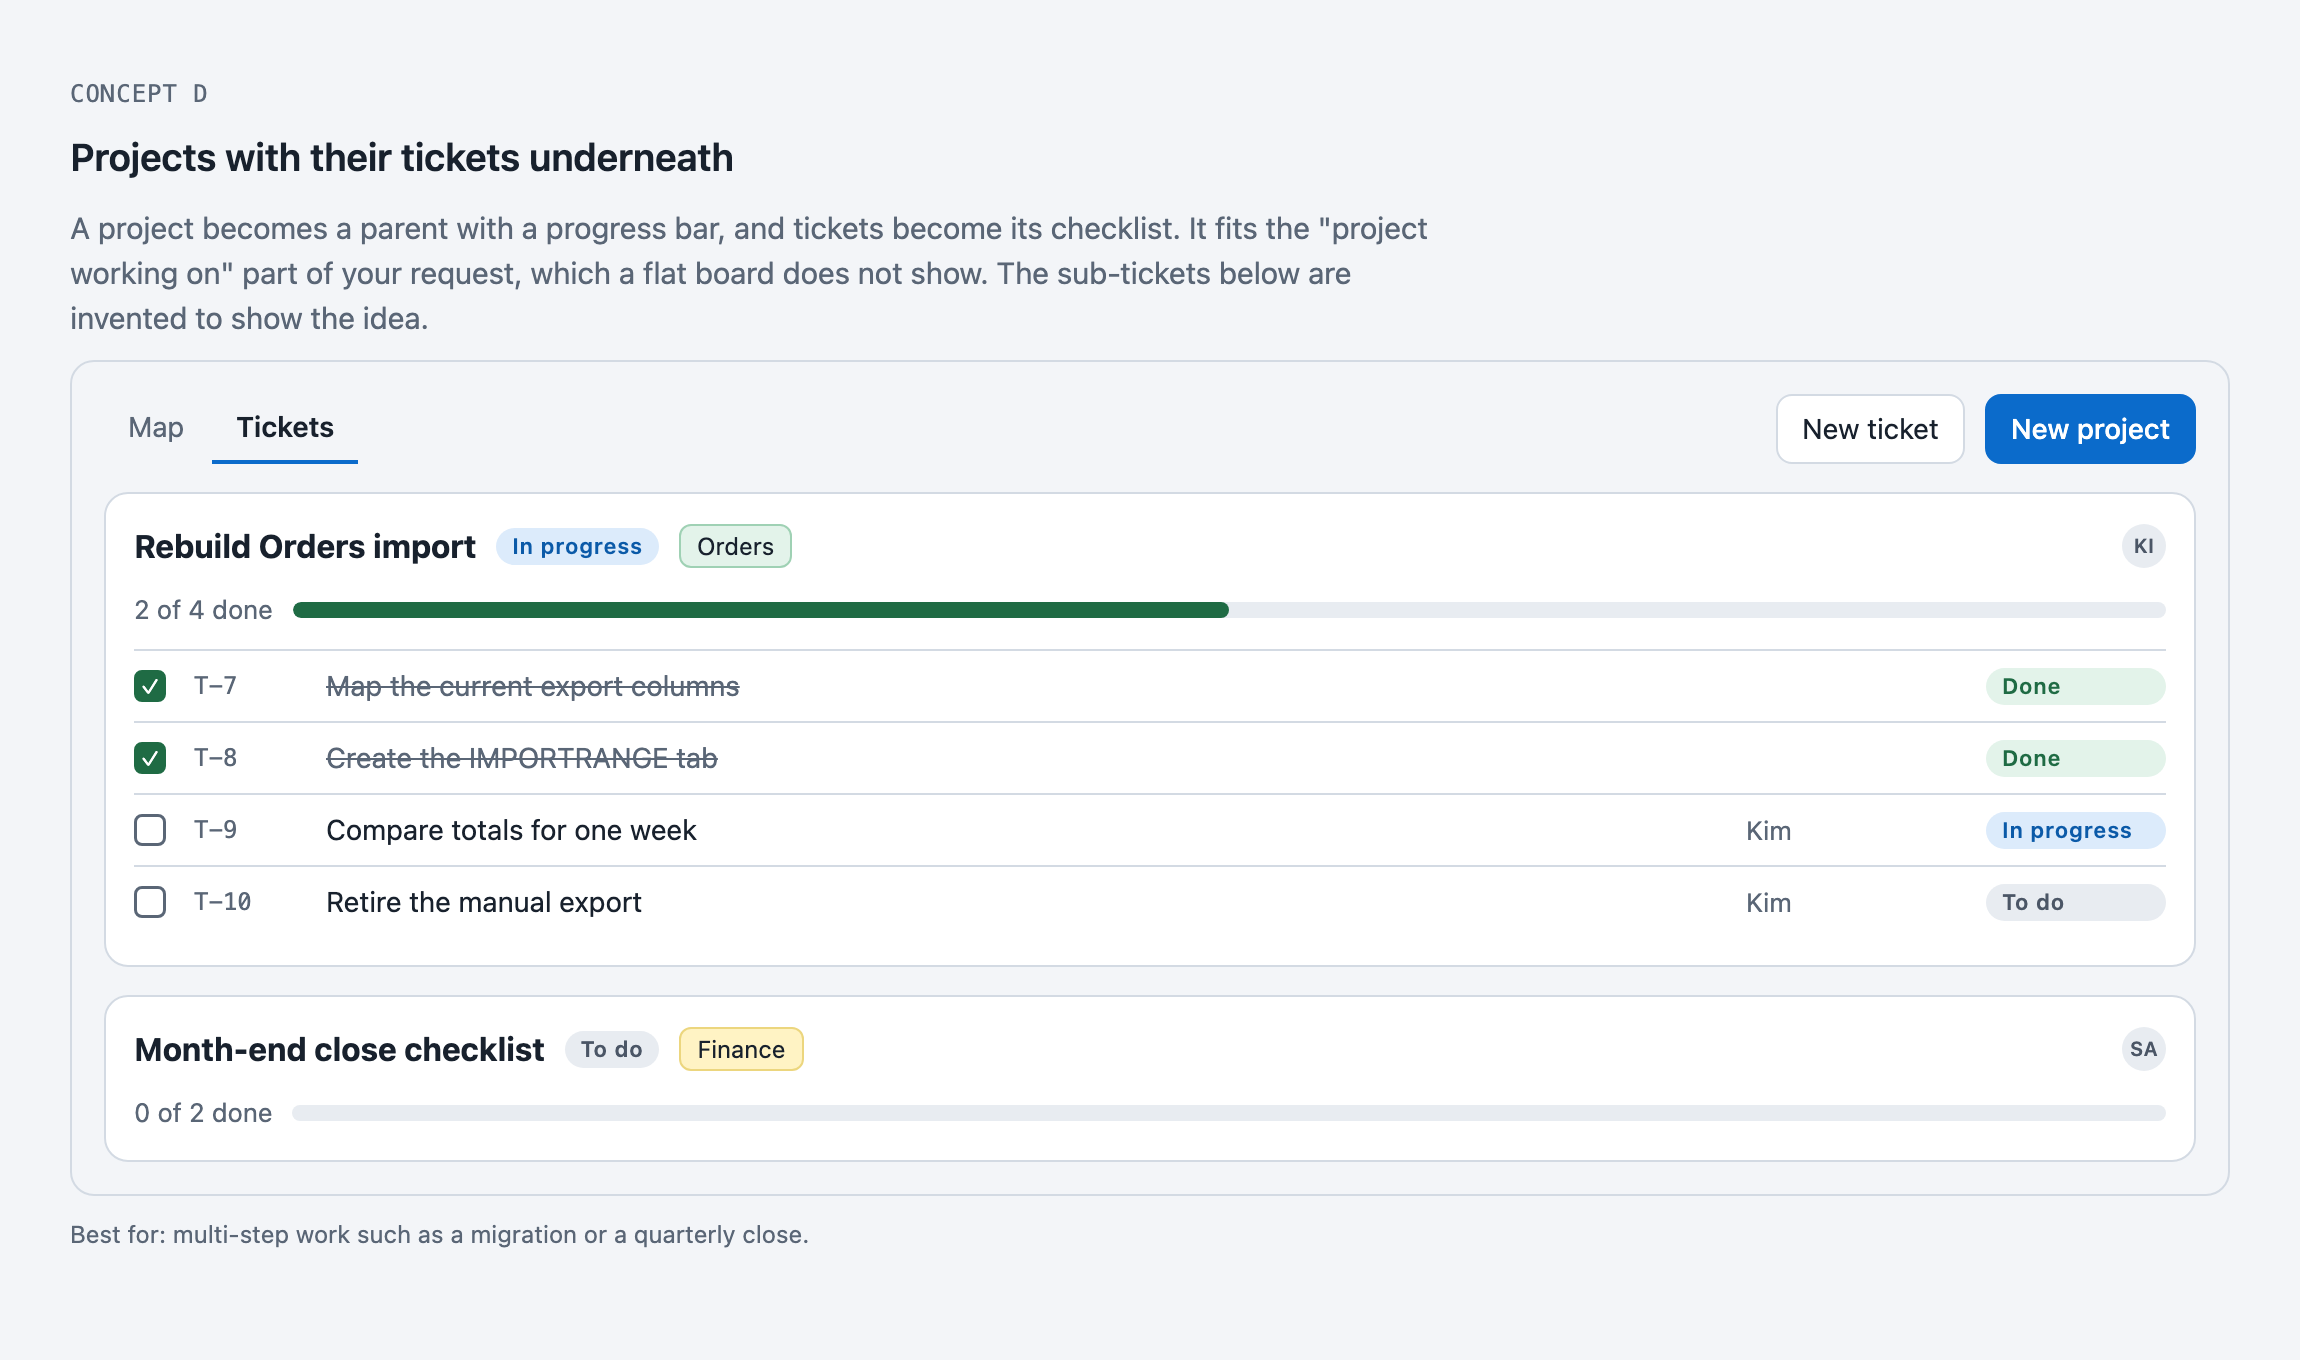 CONCEPT D
Projects with their tickets underneath
A project becomes a parent with a progress bar, and tickets become its checklist. It fits the "project
working on" part of your request, which a flat board does not show. The sub-tickets below are
invented to show the idea.
Map Tickets New ticket New project
Rebuild Orders import In progress Orders KI
2 of 4 done
T–7 Map the current export columns Done
T–8 Create the IMPORTRANGE tab Done
T–9 Compare totals for one week Kim In progress
T–10 Retire the manual export Kim To do
Month-end close checklist To do Finance SA
0 of 2 done
Best for: multi-step work such as a migration or a quarterly close.